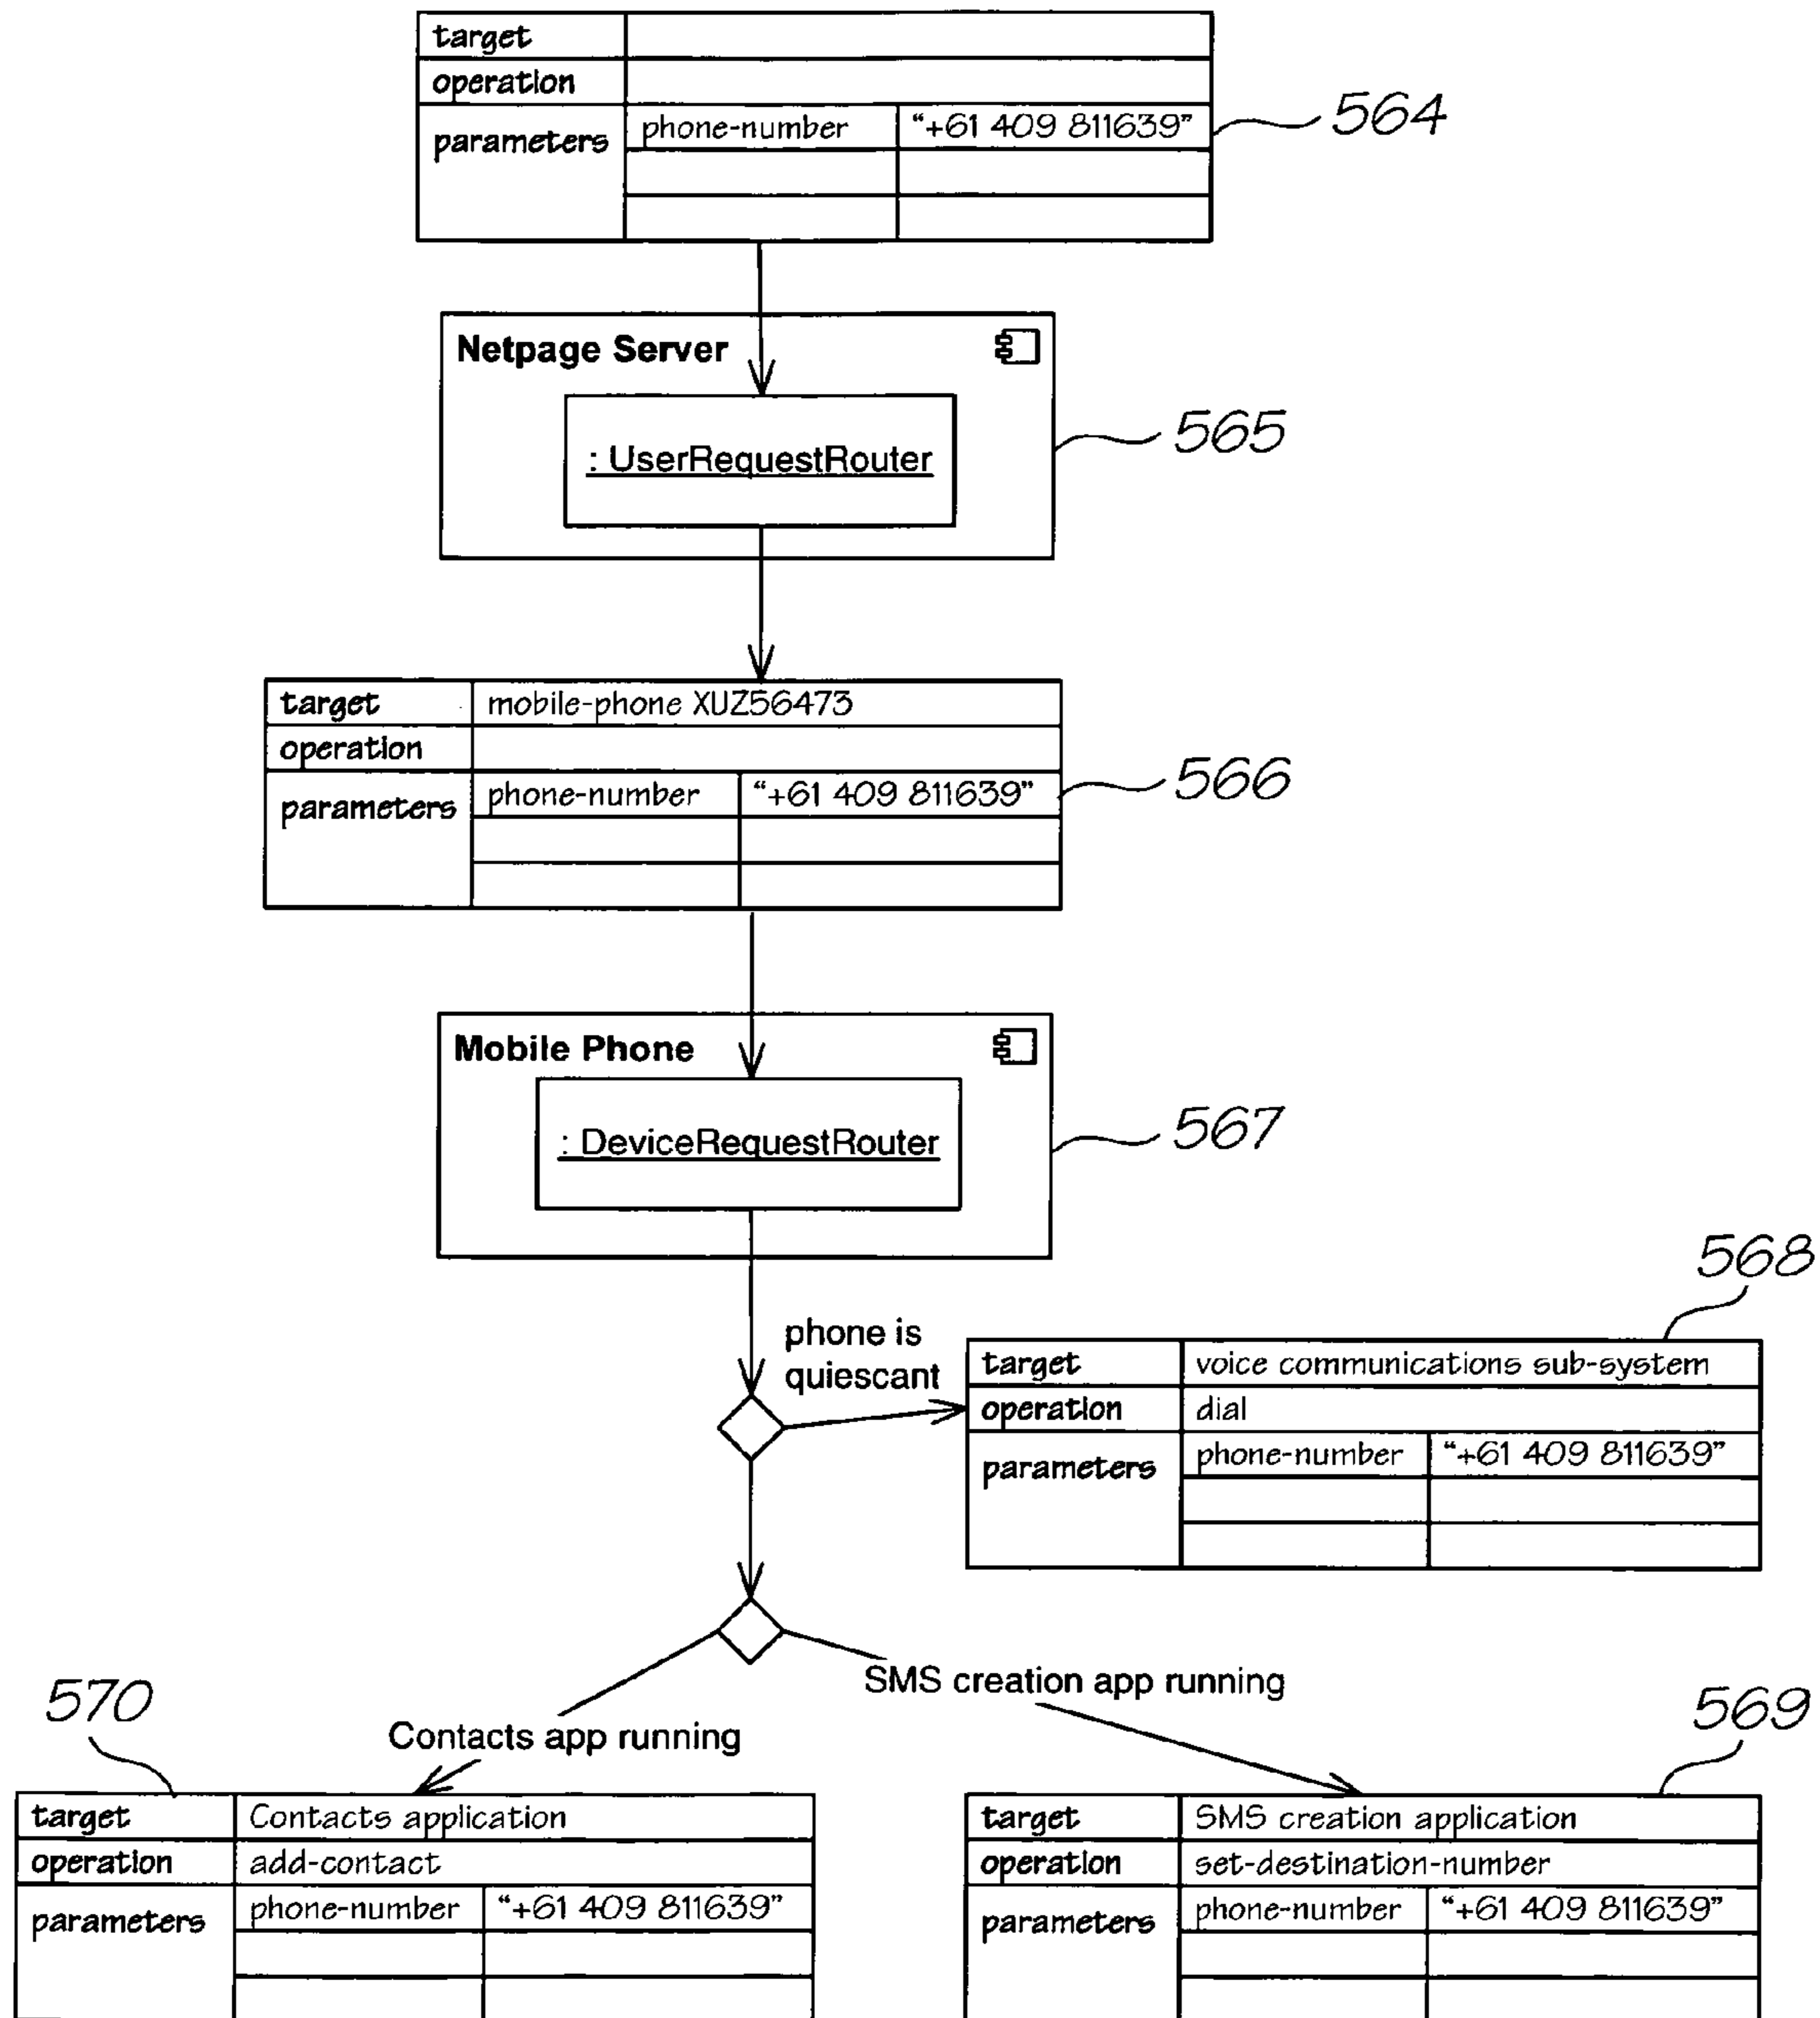 target
operation
parameters phone-number "+61 409 811639"
564
Netpage Server
: UserRequestRouter
565
target mobile-phone XUZ56473
operation
parameters phone-number "+61 409 811639"
566
Mobile Phone
: DeviceRequestRouter
567
phone is
quiescant
568
target voice communications sub-system
operation dial
parameters phone-number "+61 409 811639"
SMS creation app running
Contacts app running
570
target Contacts application
operation add-contact
parameters phone-number "+61 409 811639"
569
target SMS creation application
operation set-destination-number
parameters phone-number "+61 409 811639"